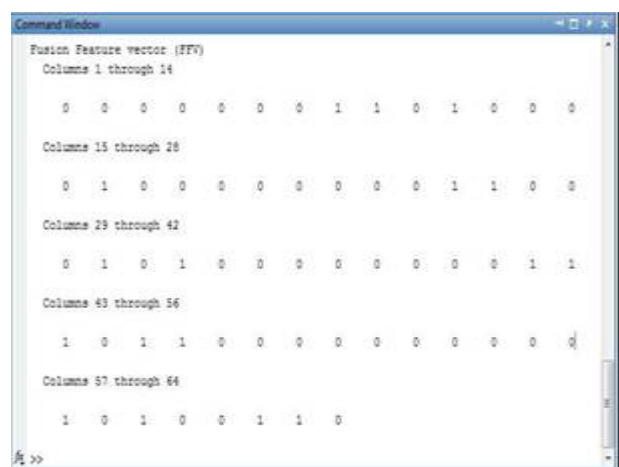 Command Window
Fusion Feature vector (FFV)
Columns 1 through 14
0 0 0 0 0 0 0 1 1 0 1 0 0 0
Columns 15 through 28
0 1 0 0 0 0 0 0 0 0 1 1 0 0
Columns 29 through 42
0 1 0 1 0 0 0 0 0 0 0 0 1 1
Columns 43 through 56
1 0 1 1 0 0 0 0 0 0 0 0 0 0
Columns 57 through 64
1 0 1 0 0 1 1 0
fx >>